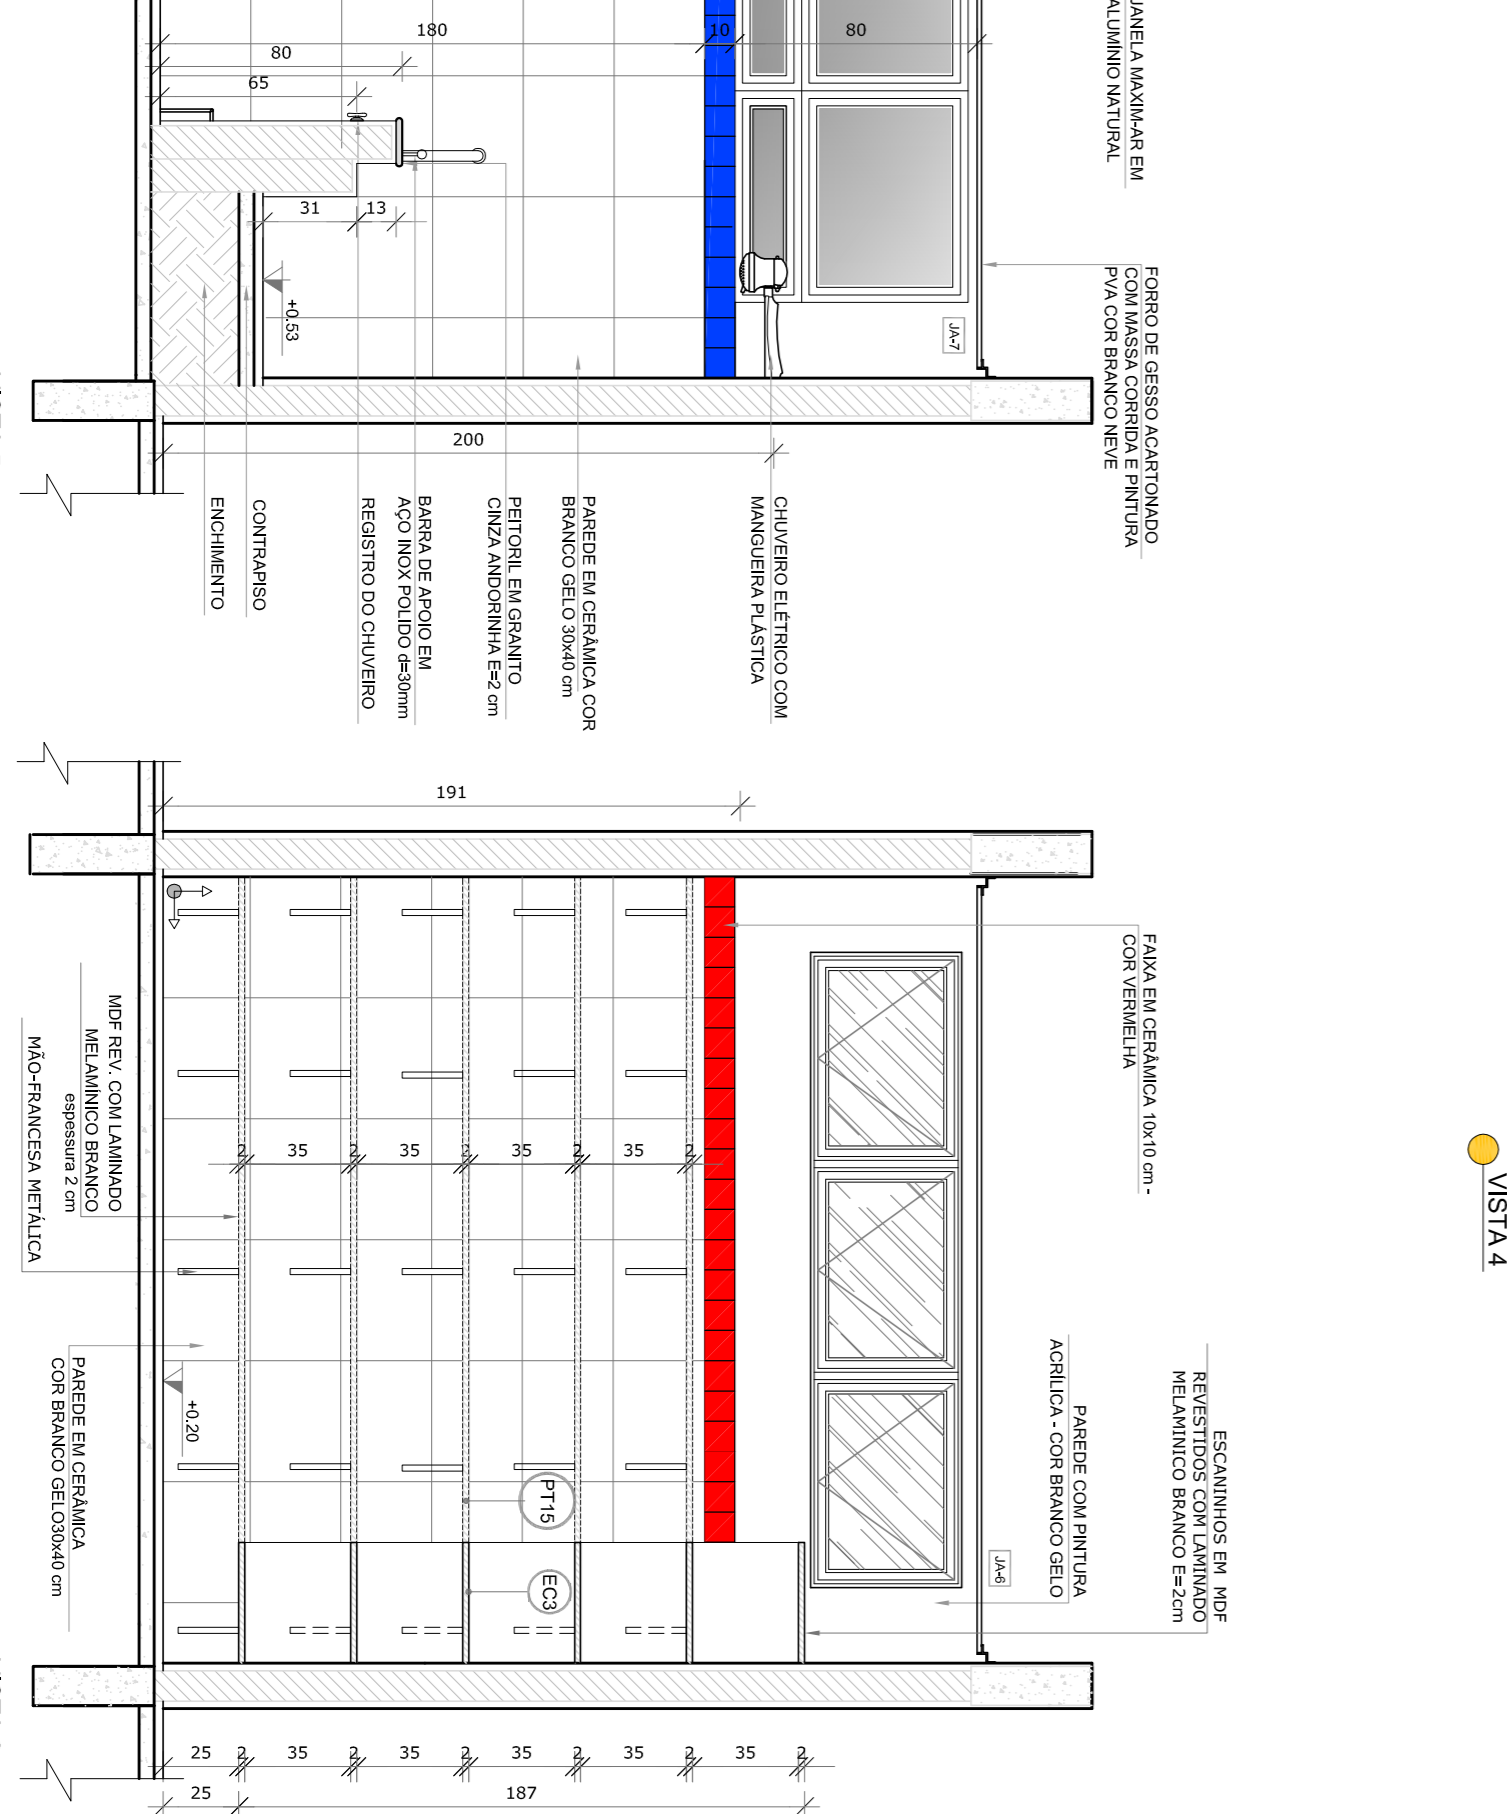 180
10
80
80
65
31
13
+0.53
200
JA-7
JANELA MAXIM-AR EM
ALUMÍNIO NATURAL
FORRO DE GESSO ACARTONADO
COM MASSA CORRIDA E PINTURA
PVA COR BRANCO NEVE
CHUVEIRO ELÉTRICO COM
MANGUEIRA PLÁSTICA
PAREDE EM CERÂMICA COR
BRANCO GELO 30x40 cm
PEITORIL EM GRANITO
CINZA ANDORINHA E=2 cm
BARRA DE APOIO EM
AÇO INOX POLIDO d=30mm
REGISTRO DO CHUVEIRO
CONTRAPISO
ENCHIMENTO
VISTA 4
191
FAIXA EM CERÂMICA 10x10 cm -
COR VERMELHA
ESCANINHOS EM MDF
REVESTIDOS COM LAMINADO
MELAMINICO BRANCO E=2cm
PAREDE COM PINTURA
ACRÍLICA - COR BRANCO GELO
JA-6
2
35
2
35
2
35
2
35
2
PT15
EC3
+0.20
MDF REV. COM LAMINADO
MELAMÍNICO BRANCO
espessura 2 cm
MÃO-FRANCESA METÁLICA
PAREDE EM CERÂMICA
COR BRANCO GELO30x40 cm
25
2
35
2
35
2
35
2
35
2
35
2
25
187